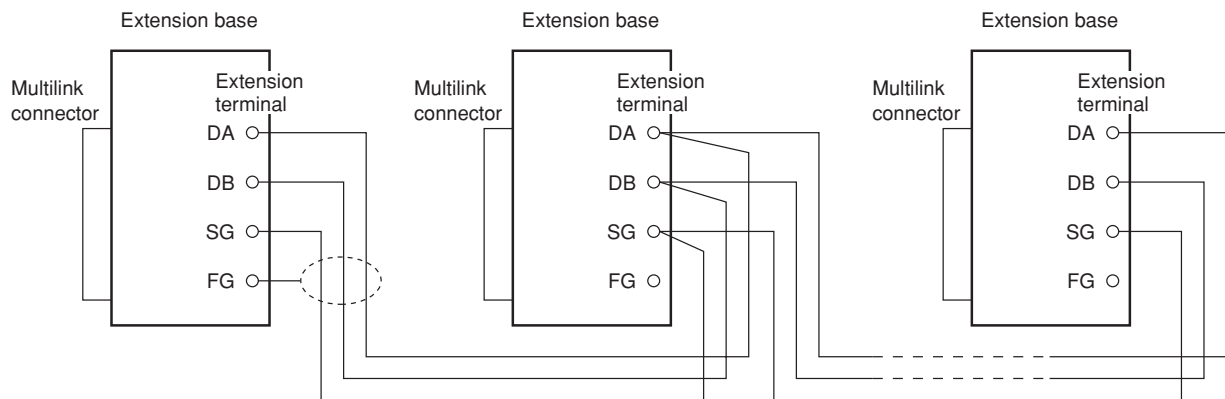 Extension base
Multilink
connector
Extension
terminal
DA
DB
SG
FG
Extension base
Multilink
connector
Extension
terminal
DA
DB
SG
FG
Extension base
Multilink
connector
Extension
terminal
DA
DB
SG
FG